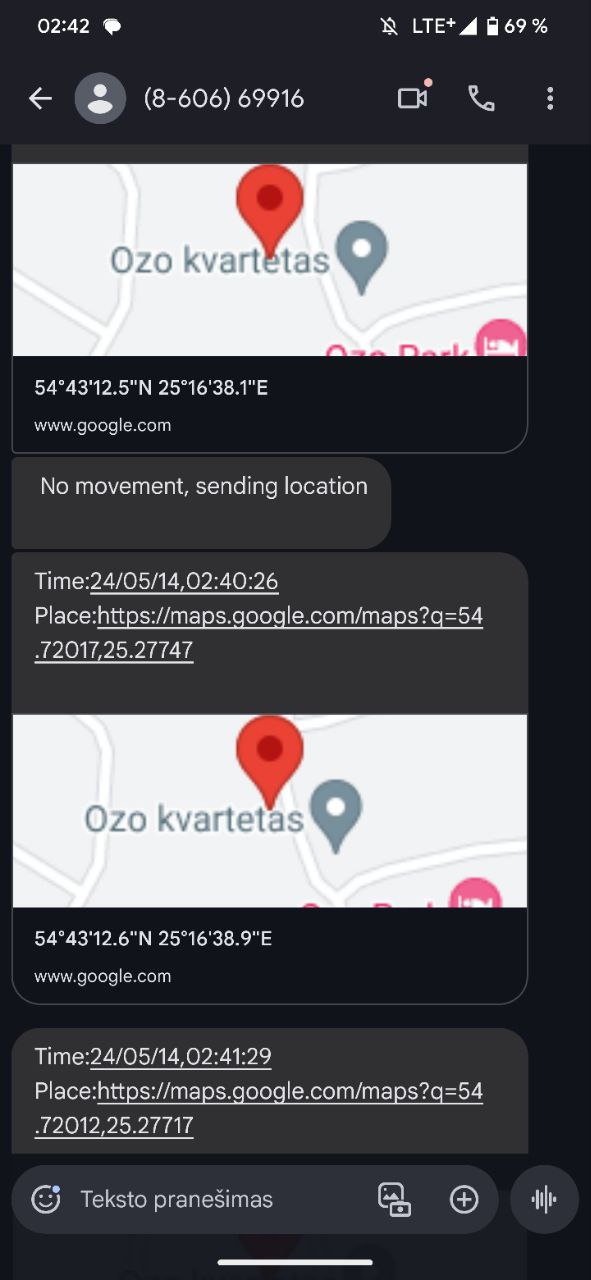 02:42
LTE+ 69 %
(8-606) 69916
Ozo kvartetas
Ozo Park
54°43'12.5"N 25°16'38.1"E
www.google.com
No movement, sending location
Time:24/05/14,02:40:26
Place:https://maps.google.com/maps?q=54
.72017,25.27747
Ozo kvartetas
54°43'12.6"N 25°16'38.9"E
www.google.com
Time:24/05/14,02:41:29
Place:https://maps.google.com/maps?q=54
.72012,25.27717
Teksto pranešimas